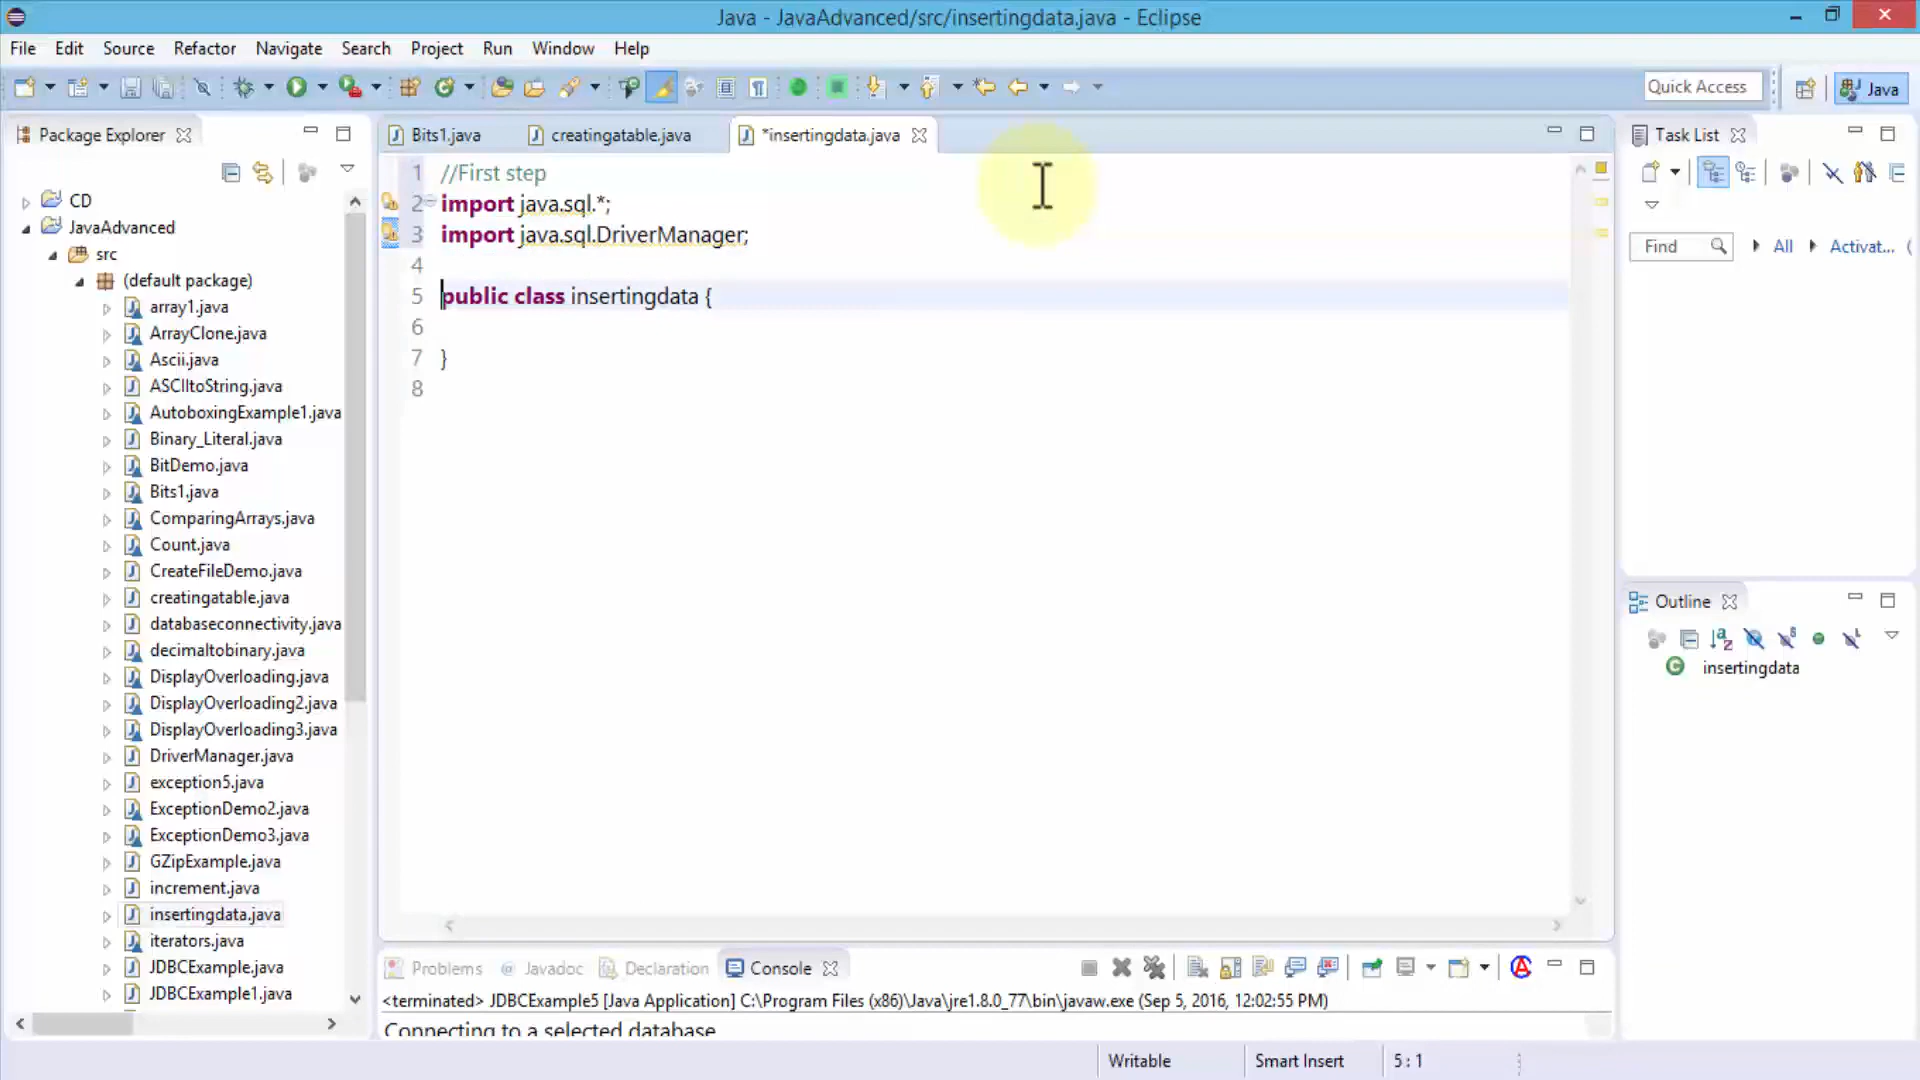 Java - JavaAdvanced/src/insertingdata.java - Eclipse
File Edit Source Refactor Navigate Search Project Run Window Help
Quick Access
Java
Package Explorer
Bits1.java
creatingatable.java
*insertingdata.java
Task List
CD
JavaAdvanced
src
(default package)
array1.java
ArrayClone.java
Ascii.java
ASCIItoString.java
AutoboxingExample1.java
Binary_Literal.java
BitDemo.java
Bits1.java
ComparingArrays.java
Count.java
CreateFileDemo.java
creatingatable.java
databaseconnectivity.java
decimaltobinary.java
DisplayOverloading.java
DisplayOverloading2.java
DisplayOverloading3.java
DriverManager.java
exception5.java
ExceptionDemo2.java
ExceptionDemo3.java
GZipExample.java
increment.java
insertingdata.java
iterators.java
JDBCExample.java
JDBCExample1.java
1 //First step
2 import java.sql.*;
3 import java.sql.DriverManager;
4
5 public class insertingdata {
6
7 }
8
Find
All
Activat...
Outline
insertingdata
Problems
Javadoc
Declaration
Console
<terminated> JDBCExample5 [Java Application] C:\Program Files (x86)\Java\jre1.8.0_77\bin\javaw.exe (Sep 5, 2016, 12:02:55 PM)
Connecting to a selected database
Writable
Smart Insert
5 : 1